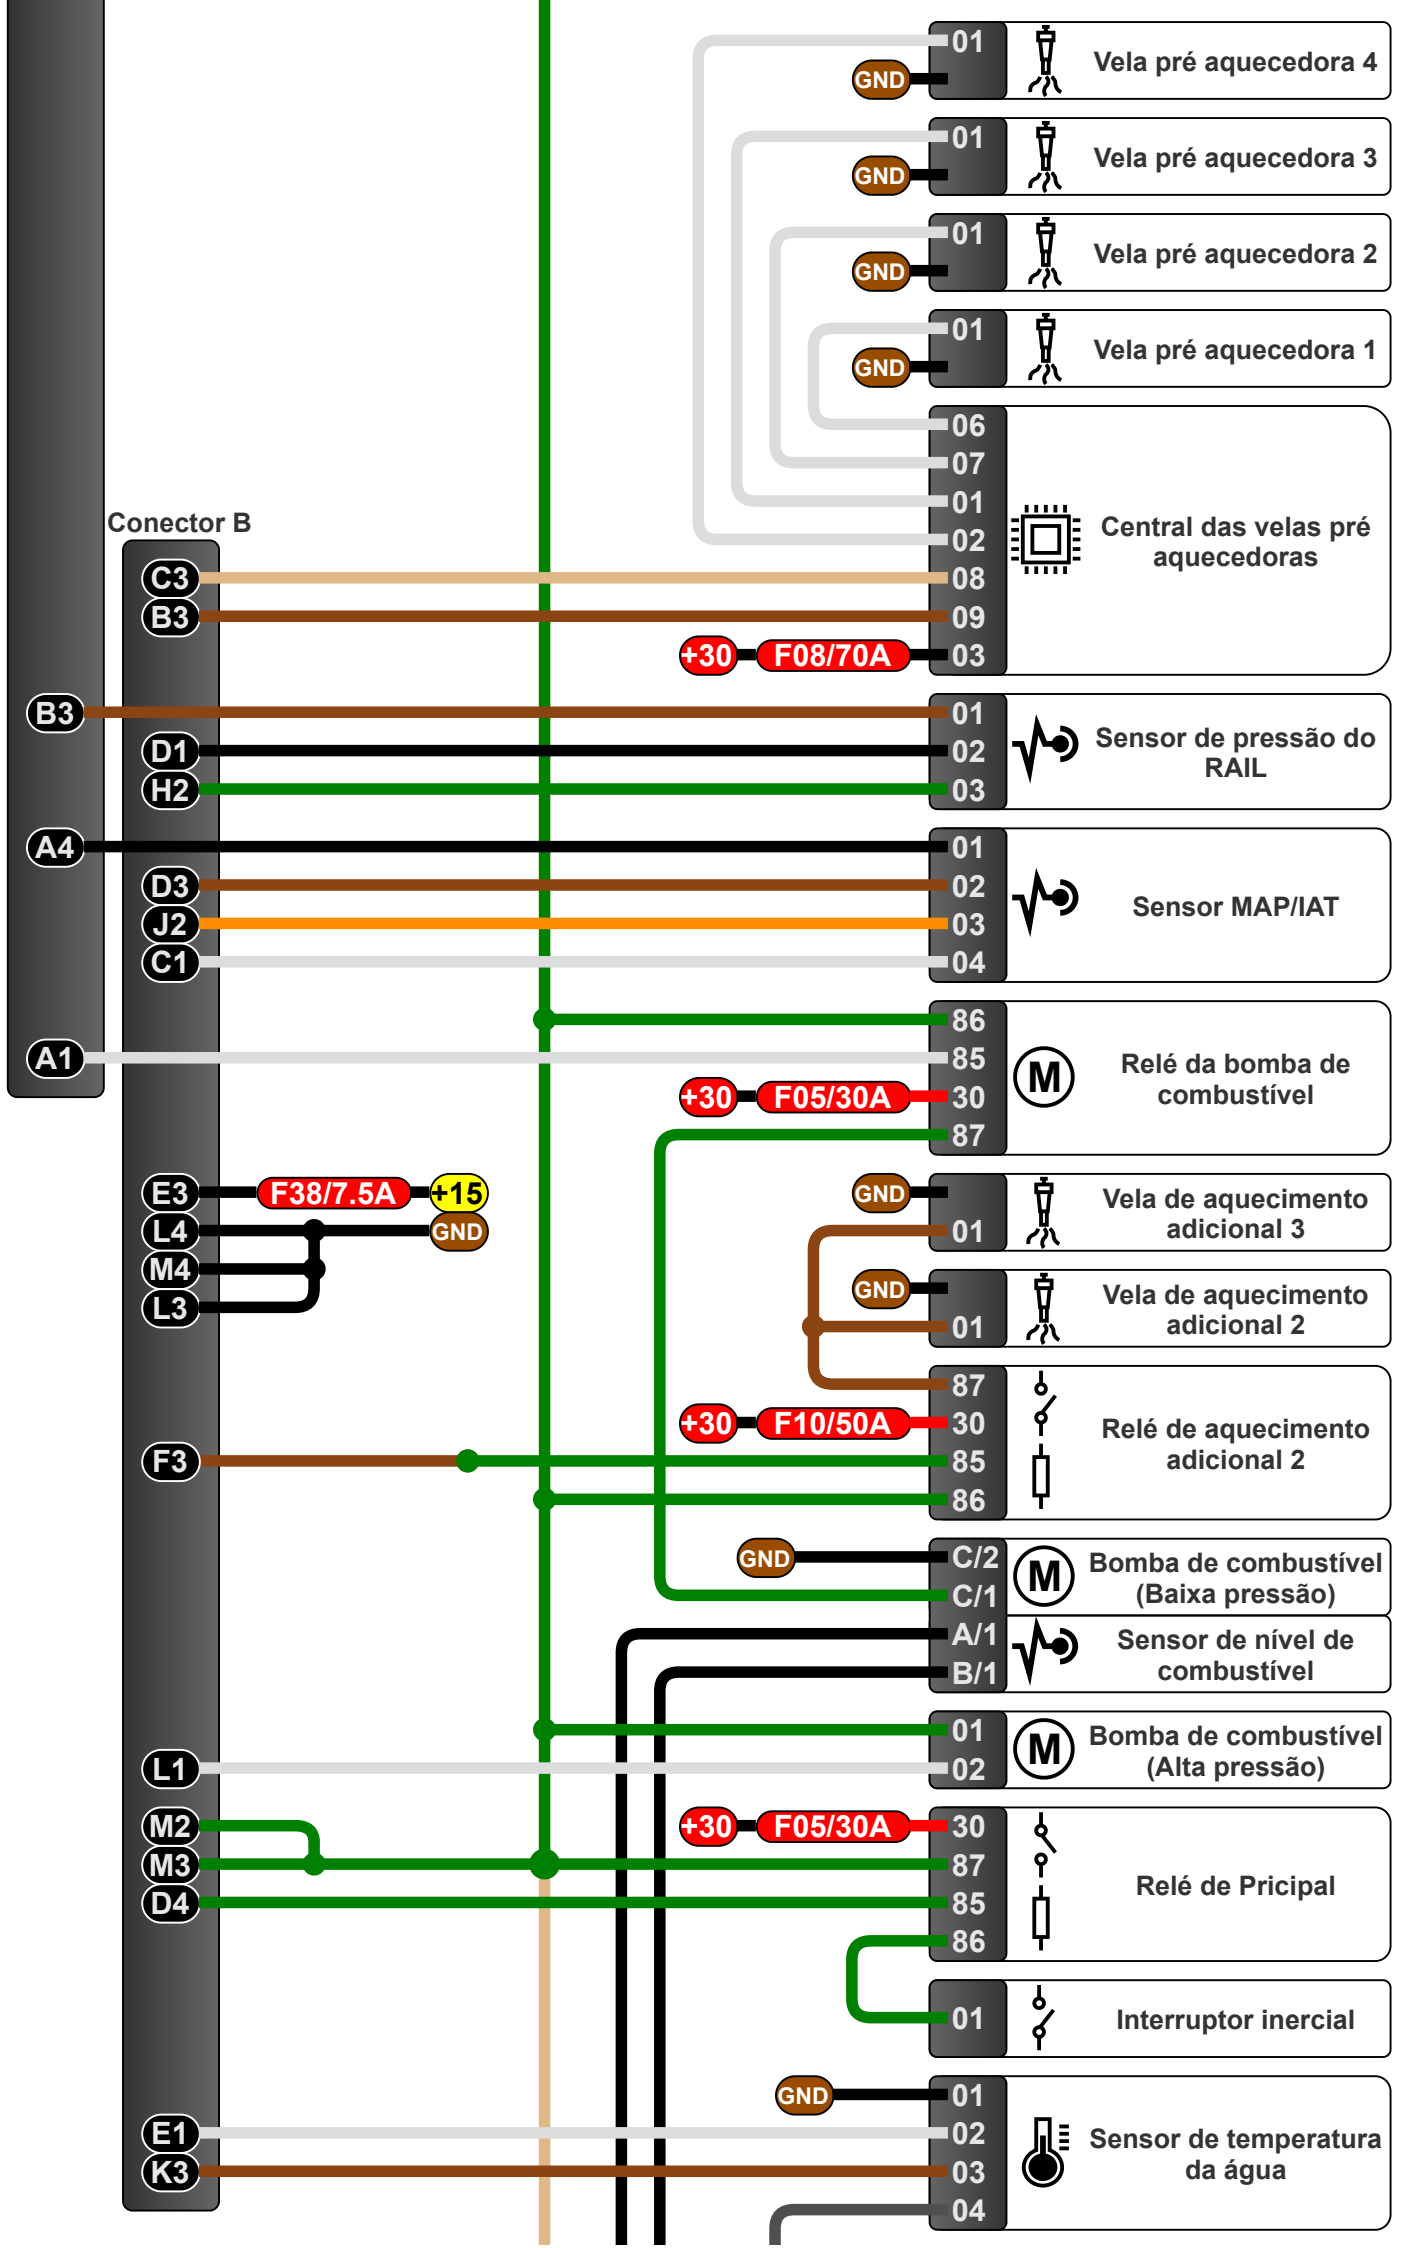 01
GND
Vela pré aquecedora 4
01
GND
Vela pré aquecedora 3
01
GND
Vela pré aquecedora 2
01
GND
Vela pré aquecedora 1
06
07
01
02
Conector B
C3
08
B3
09
+30 F08/70A 03
Central das velas pré
aquecedoras
B3
01
D1
02
H2
03
Sensor de pressão do
RAIL
A4
01
D3
02
J2
03
C1
04
Sensor MAP/IAT
86
A1
85
+30 F05/30A 30
87
M
Relé da bomba de
combustível
E3 F38/7.5A +15
L4 GND
M4
L3
GND
01
Vela de aquecimento
adicional 3
GND
01
Vela de aquecimento
adicional 2
87
+30 F10/50A 30
F3
85
86
Relé de aquecimento
adicional 2
GND C/2
C/1
M
Bomba de combustível
(Baixa pressão)
A/1
B/1
Sensor de nível de
combustível
01
L1
02
M
Bomba de combustível
(Alta pressão)
M2
+30 F05/30A 30
M3
87
D4
85
86
Relé de Pricipal
01
Interruptor inercial
GND 01
E1
02
K3
03
04
Sensor de temperatura
da água